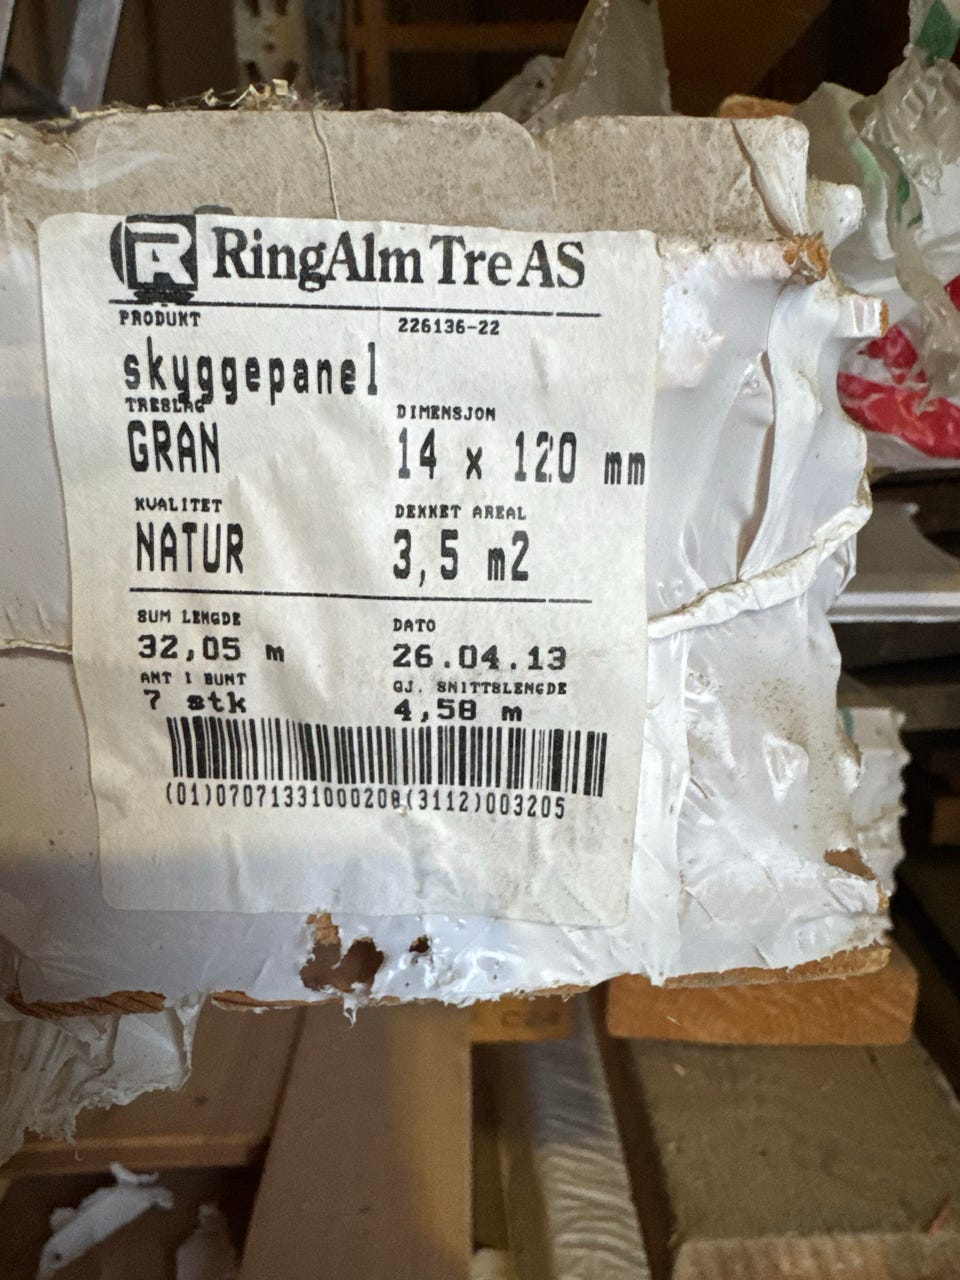 RingAlm Tre AS
PRODUKT 226136-22
skyggepanel
TRESLAG DIMENSJON
GRAN 14 x 120 mm
KVALITET DEKKET AREAL
NATUR 3,5 m2
SUM LENGDE DATO
32,05 m 26.04.13
ANT I BUNT GJ. SNITTSLENGDE
7 stk 4,58 m
(01)07071331000208(3112)003205